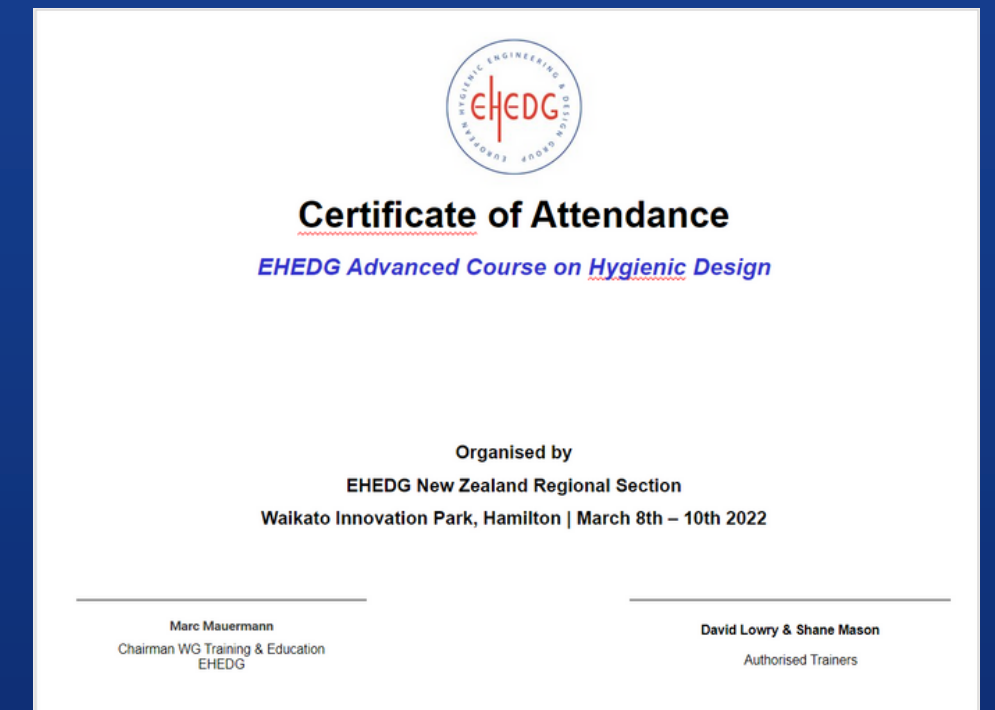 EUROPEAN HYGIENIC ENGINEERING & DESIGN GROUP
EHEDG
Certificate of Attendance
EHEDG Advanced Course on Hygienic Design
Organised by
EHEDG New Zealand Regional Section
Waikato Innovation Park, Hamilton | March 8th – 10th 2022
Marc Mauermann
Chairman WG Training & Education
EHEDG
David Lowry & Shane Mason
Authorised Trainers